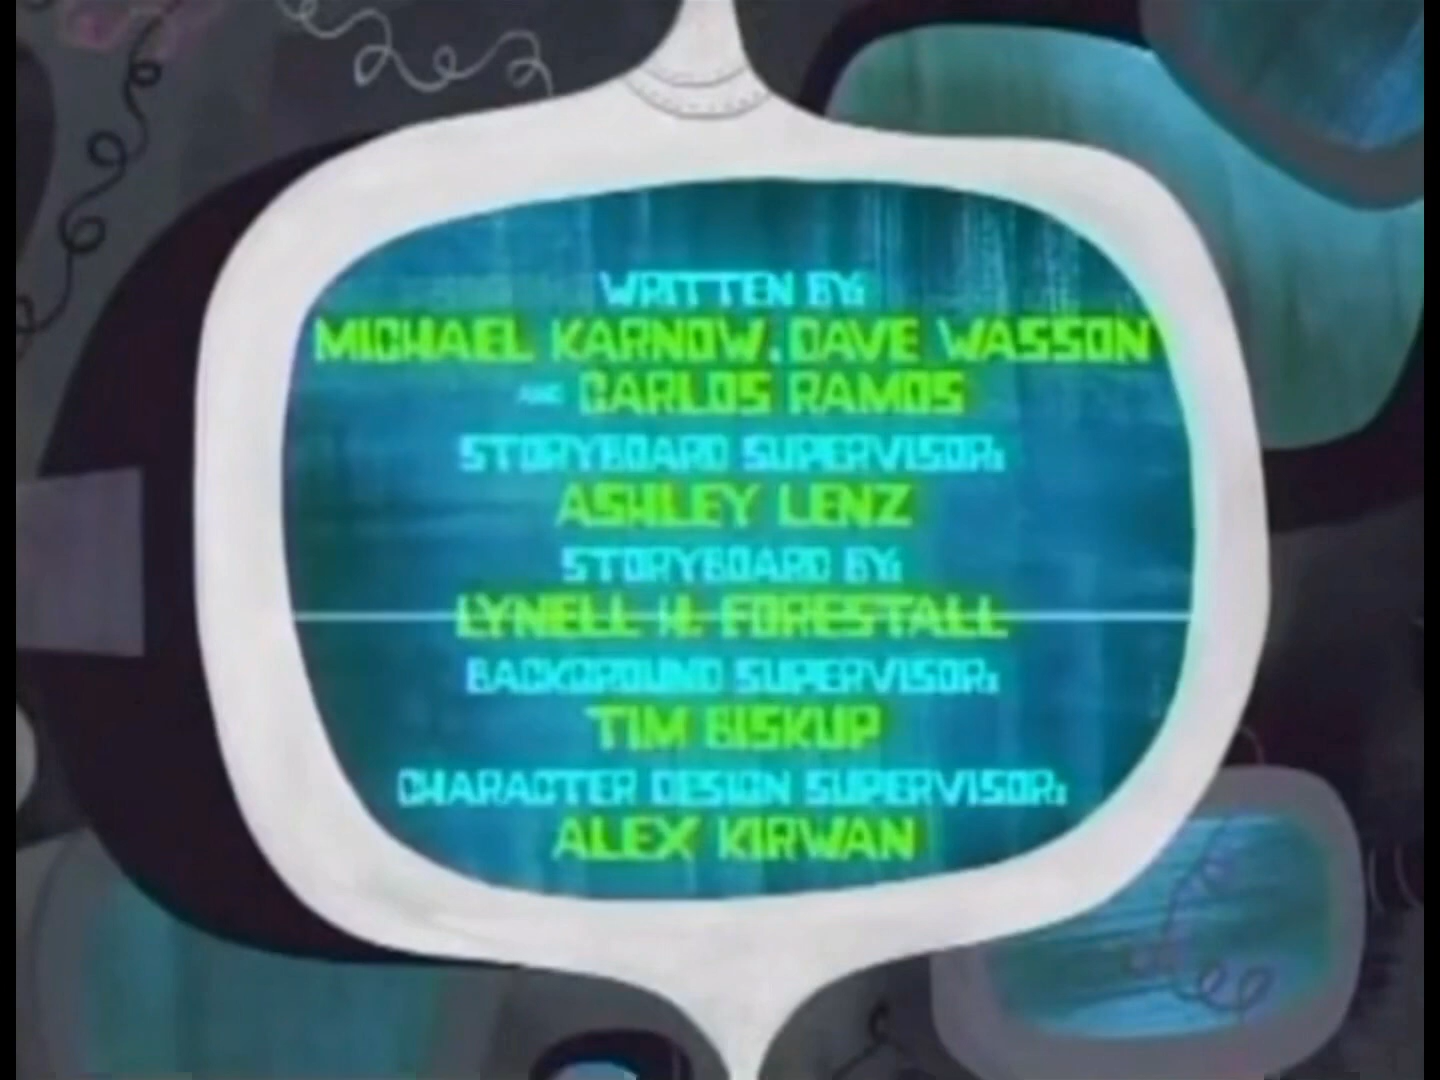 WRITTEN BY:
MICHAEL KARNOW, DAVE WASSON
AND CARLOS RAMOS
STORYBOARD SUPERVISOR:
ASHLEY LENZ
STORYBOARD BY:
LYNELL H. FORESTALL
BACKGROUND SUPERVISOR:
TIM BISKUP
CHARACTER DESIGN SUPERVISOR:
ALEX KIRWAN